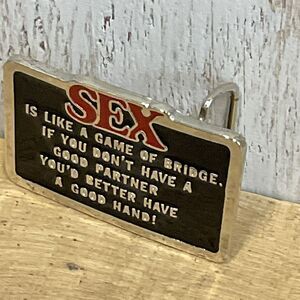 SEX
IS LIKE A GAME OF BRIDGE.
IF YOU DON'T HAVE A
GOOD PARTNER
YOU'D BETTER HAVE
A GOOD HAND!